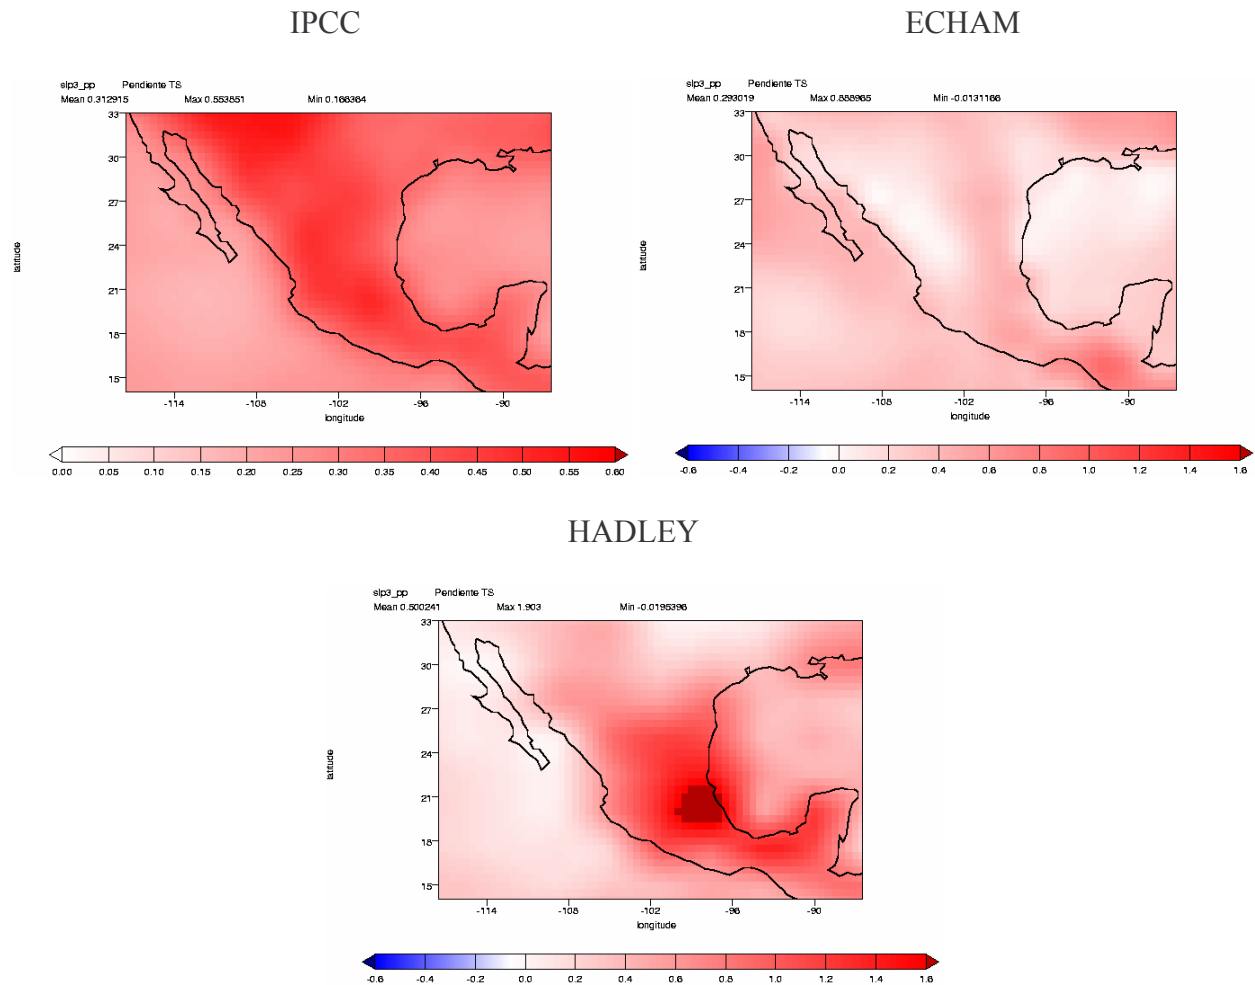 IPCC
slp3_pp Pendiente TS
Mean 0.312915 Max 0.553851 Min 0.166364
33
30
27
24
21
18
15
latitude
-114 -108 -102 -96 -90
longitude
0.00 0.05 0.10 0.15 0.20 0.25 0.30 0.35 0.40 0.45 0.50 0.55 0.60
ECHAM
slp3_pp Pendiente TS
Mean 0.293019 Max 0.888965 Min -0.0131166
33
30
27
24
21
18
15
latitude
-114 -108 -102 -96 -90
longitude
-0.6 -0.4 -0.2 0.0 0.2 0.4 0.6 0.8 1.0 1.2 1.4 1.6
HADLEY
slp3_pp Pendiente TS
Mean 0.500241 Max 1.903 Min -0.0195396
33
30
27
24
21
18
15
latitude
-114 -108 -102 -96 -90
longitude
-0.6 -0.4 -0.2 0.0 0.2 0.4 0.6 0.8 1.0 1.2 1.4 1.6